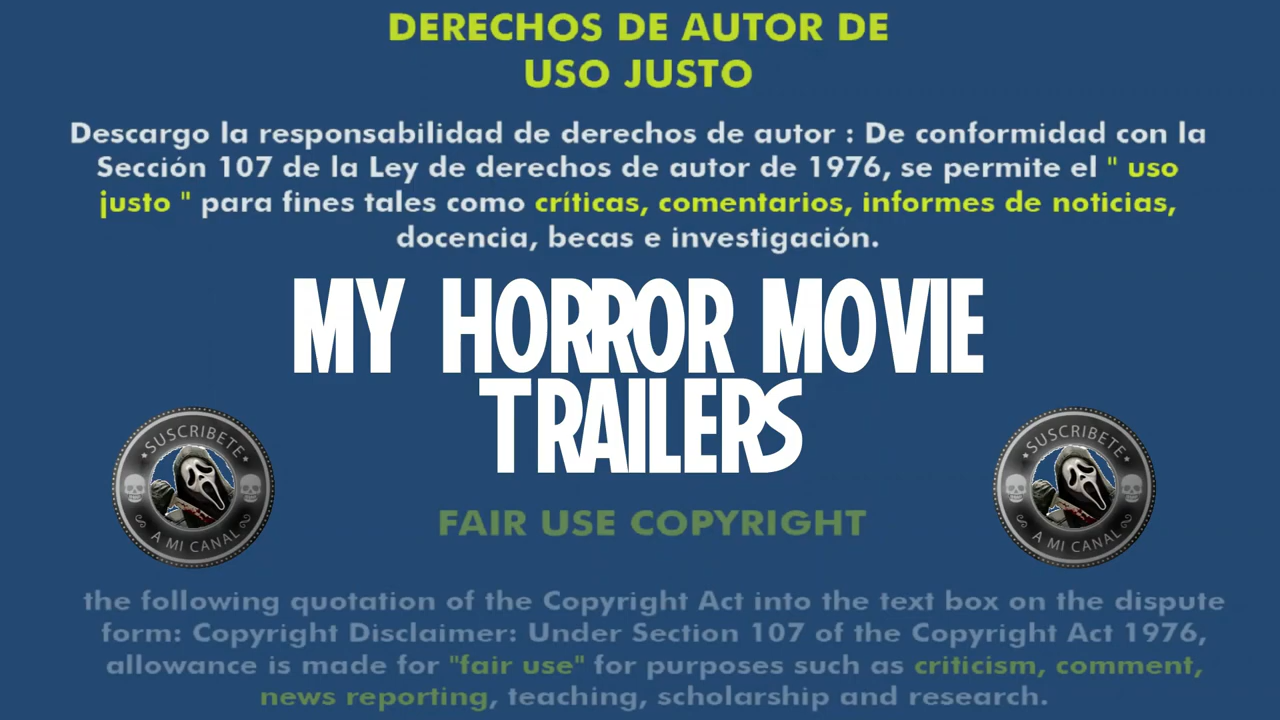 DERECHOS DE AUTOR DE
USO JUSTO
Descargo la responsabilidad de derechos de autor : De conformidad con la
Sección 107 de la Ley de derechos de autor de 1976, se permite el " uso
justo " para fines tales como críticas, comentarios, informes de noticias,
docencia, becas e investigación.
MY HORROR MOVIE
TRAILERS
SUSCRIBETE
A MI CANAL
SUSCRIBETE
A MI CANAL
FAIR USE COPYRIGHT
the following quotation of the Copyright Act into the text box on the dispute
form: Copyright Disclaimer: Under Section 107 of the Copyright Act 1976,
allowance is made for "fair use" for purposes such as criticism, comment,
news reporting, teaching, scholarship and research.